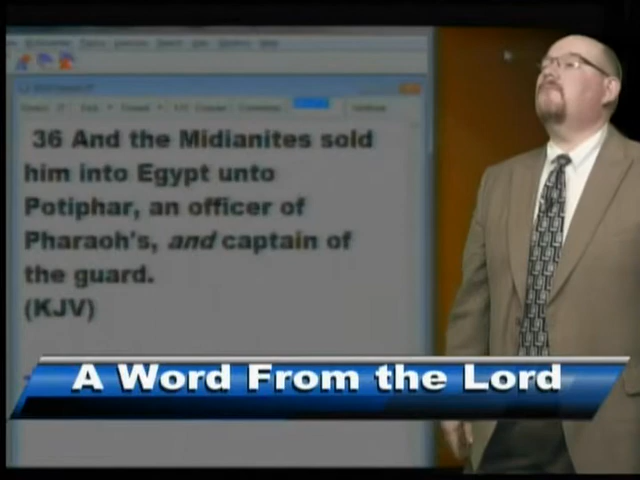 36 And the Midianites sold
him into Egypt unto
Potiphar, an officer of
Pharaoh's, and captain of
the guard.
(KJV)
A Word From the Lord